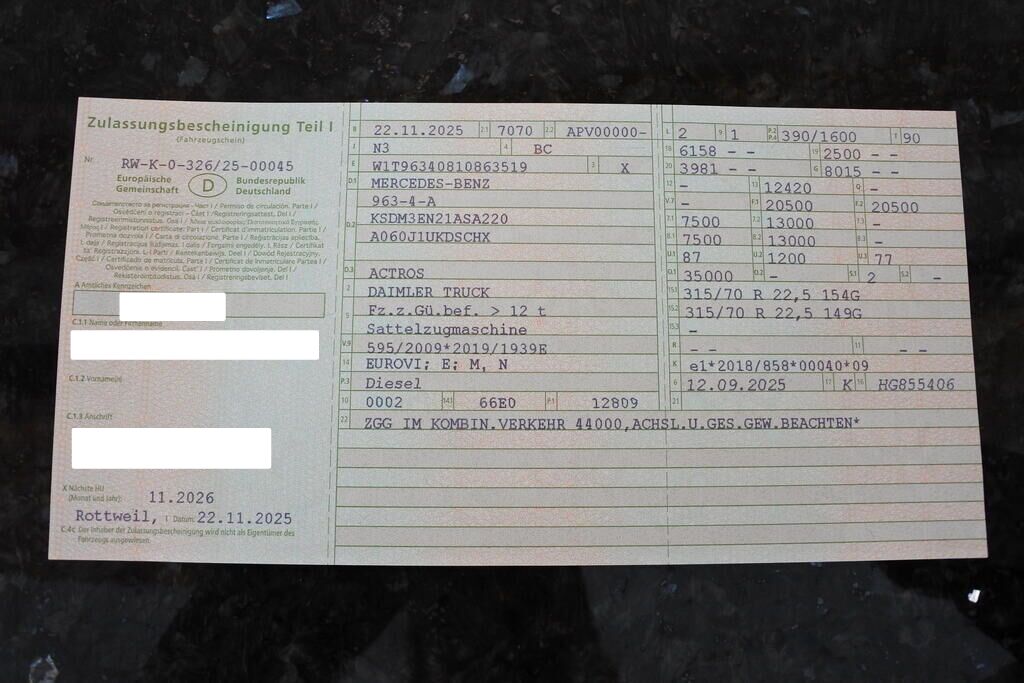 Zulassungsbescheinigung Teil I
(Fahrzeugschein)
Nr. RW-K-0-326/25-00045
Europäische Gemeinschaft
D
Bundesrepublik Deutschland
A Amtliches Kennzeichen
C.1.1 Name oder Firmenname
C.1.2 Vorname(n)
C.1.3 Anschrift
X Nächste HU
(Monat und Jahr): 11.2026
Rottweil, I Datum: 22.11.2025
C.4c Der Inhaber der Zulassungsbescheinigung wird nicht als Eigentümer des
Fahrzeugs ausgewiesen.
B 22.11.2025 2.1 7070 2.2 APV00000-
J N3 4 BC
E W1T96340810863519 3 X
D.1 MERCEDES-BENZ
963-4-A
D.2 KSDM3EN21ASA220
A060J1UKDSCHX
D.3 ACTROS
2 DAIMLER TRUCK
5 Fz.z.Gü.bef. > 12 t
Sattelzugmaschine
V.9 595/2009*2019/1939E
14 EUROVI; E; M, N
P.3 Diesel
10 0002 14.1 66E0 P.1 12809
22 ZGG IM KOMBIN.VERKEHR 44000,ACHSL.U.GES.GEW.BEACHTEN*
L 2 9 1 P.2 P.4 390/1600 T 90
18 6158 - - 19 2500 - -
20 3981 - - G 8015 - -
12 - 13 12420 Q -
V.7 - F.1 20500 F.2 20500
7.1 7500 7.2 13000 7.3 -
8.1 7500 8.2 13000 8.3 -
U.1 87 U.2 1200 U.3 77
O.1 35000 O.2 - S.1 2 S.2 -
15.1 315/70 R 22,5 154G
15.2 315/70 R 22,5 149G
15.3 -
R - - 11 - -
K e1*2018/858*00040*09
6 12.09.2025 17 K 16 HG855406
21